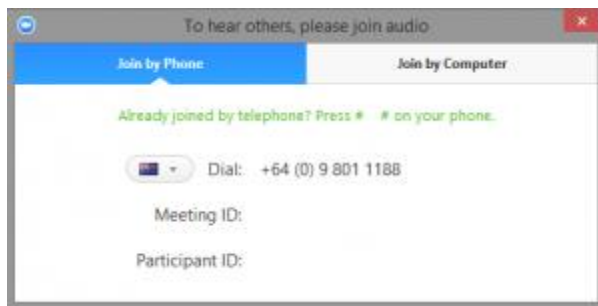 To hear others, please join audio
Join by Phone
Join by Computer
Already joined by telephone? Press # # on your phone.
Dial: +64 (0) 9 801 1188
Meeting ID:
Participant ID: